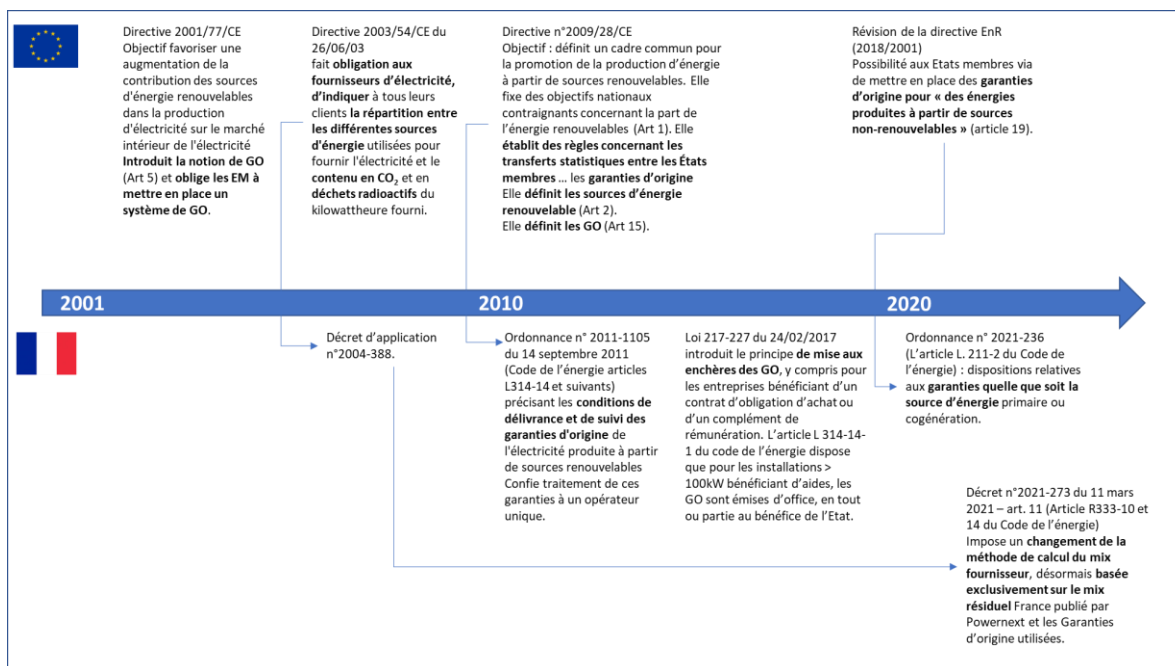 Directive 2001/77/CE
Objectif favoriser une
augmentation de la
contribution des sources
d'énergie renouvelables
dans la production
d'électricité sur le marché
intérieur de l'électricité
Introduit la notion de GO
(Art 5) et oblige les EM à
mettre en place un
système de GO.
Directive 2003/54/CE du
26/06/03
fait obligation aux
fournisseurs d'électricité,
d'indiquer à tous leurs
clients la répartition entre
les différentes sources
d'énergie utilisées pour
fournir l'électricité et le
contenu en CO₂ et en
déchets radioactifs du
kilowattheure fourni.
Directive n°2009/28/CE
Objectif : définit un cadre commun pour
la promotion de la production d'énergie
à partir de sources renouvelables. Elle
fixe des objectifs nationaux
contraignants concernant la part de
l'énergie renouvelables (Art 1). Elle
établit des règles concernant les
transferts statistiques entre les États
membres ... les garanties d'origine
Elle définit les sources d'énergie
renouvelable (Art 2).
Elle définit les GO (Art 15).
Révision de la directive EnR
(2018/2001)
Possibilité aux Etats membres via
de mettre en place des garanties
d'origine pour « des énergies
produites à partir de sources
non-renouvelables » (article 19).
2001
2010
2020
Décret d'application
n°2004-388.
Ordonnance n° 2011-1105
du 14 septembre 2011
(Code de l'énergie articles
L314-14 et suivants)
précisant les conditions de
délivrance et de suivi des
garanties d'origine de
l'électricité produite à partir
de sources renouvelables
Confie traitement de ces
garanties à un opérateur
unique.
Loi 217-227 du 24/02/2017
introduit le principe de mise aux
enchères des GO, y compris pour
les entreprises bénéficiant d'un
contrat d'obligation d'achat ou
d'un complément de
rémunération. L'article L 314-14-
1 du code de l'énergie dispose
que pour les installations >
100kW bénéficiant d'aides, les
GO sont émises d'office, en tout
ou partie au bénéfice de l'Etat.
Ordonnance n° 2021-236
(L'article L. 211-2 du Code de
l'énergie) : dispositions relatives
aux garanties quelle que soit la
source d'énergie primaire ou
cogénération.
Décret n°2021-273 du 11 mars
2021 – art. 11 (Article R333-10 et
14 du Code de l'énergie)
Impose un changement de la
méthode de calcul du mix
fournisseur, désormais basée
exclusivement sur le mix
résiduel France publié par
Powernext et les Garanties
d'origine utilisées.